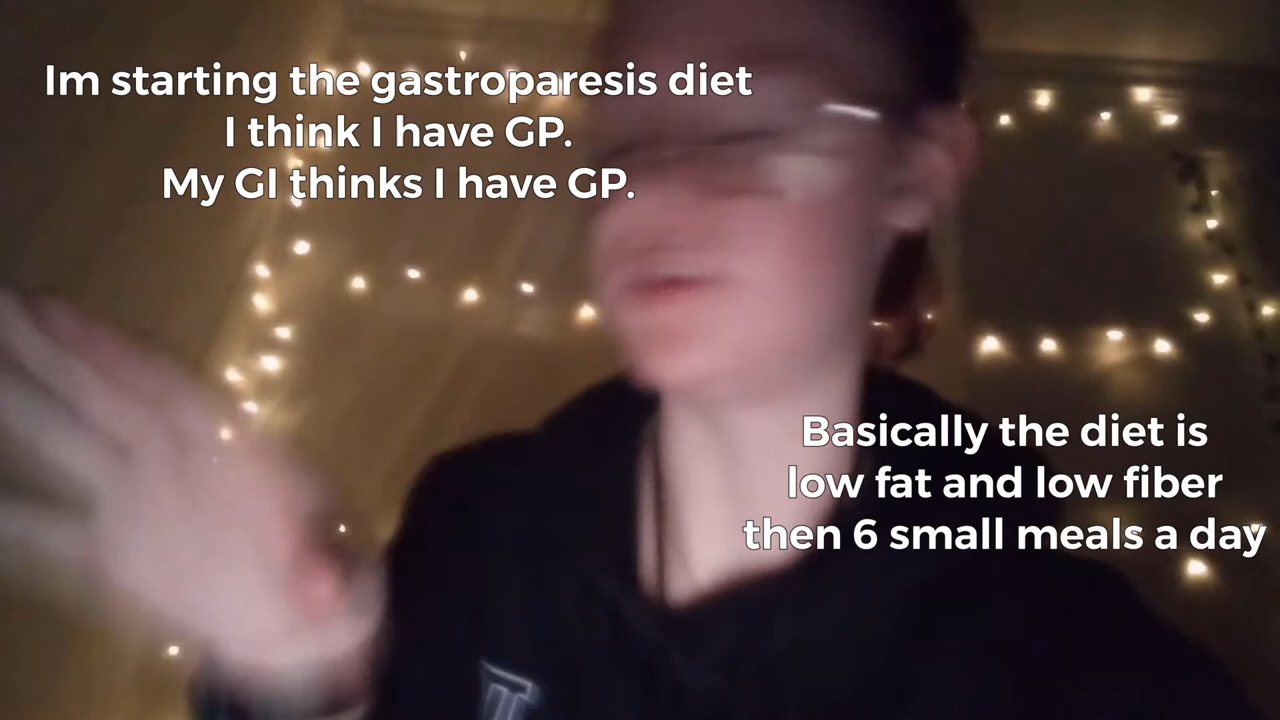 Im starting the gastroparesis diet
I think I have GP.
My GI thinks I have GP.
Basically the diet is
low fat and low fiber
then 6 small meals a day